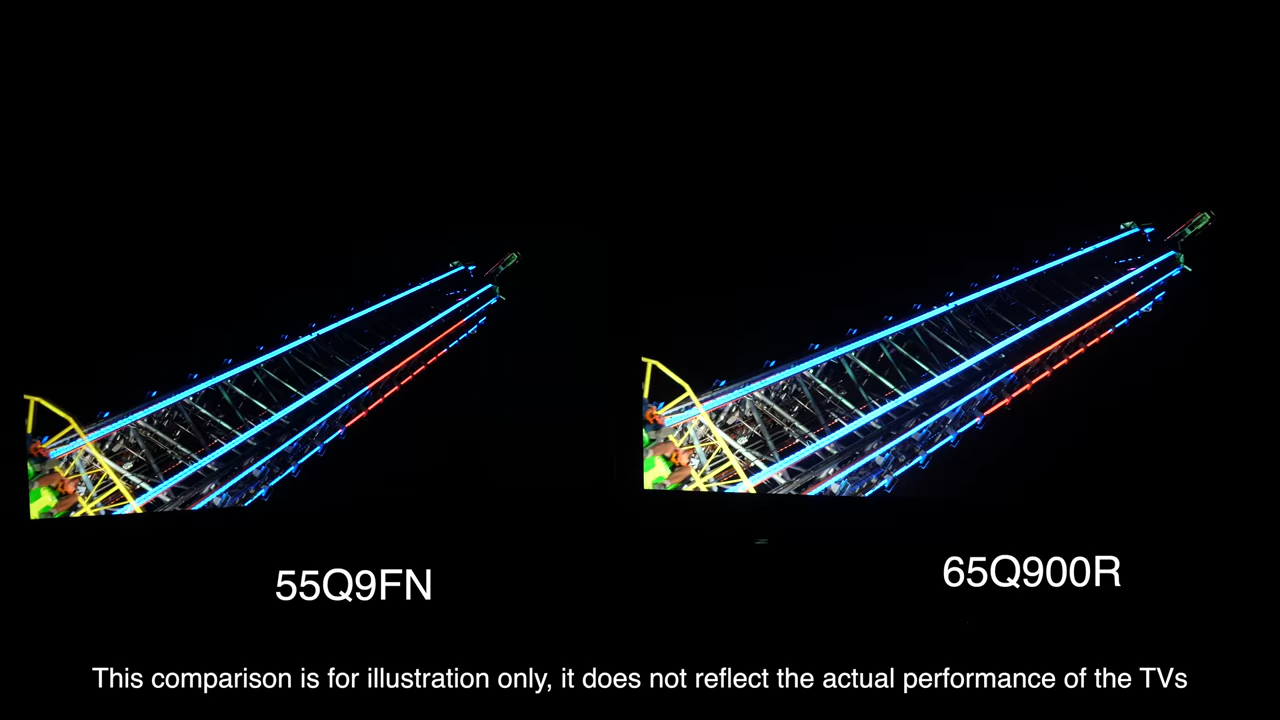 55Q9FN
65Q900R
This comparison is for illustration only, it does not reflect the actual performance of the TVs